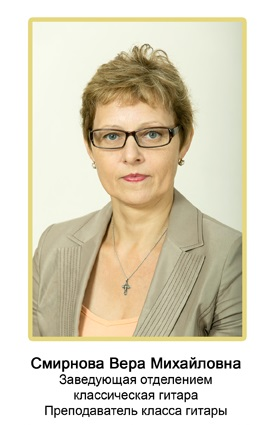 Смирнова Вера Михайловна
Заведующая отделением
классическая гитара
Преподаватель класса гитары